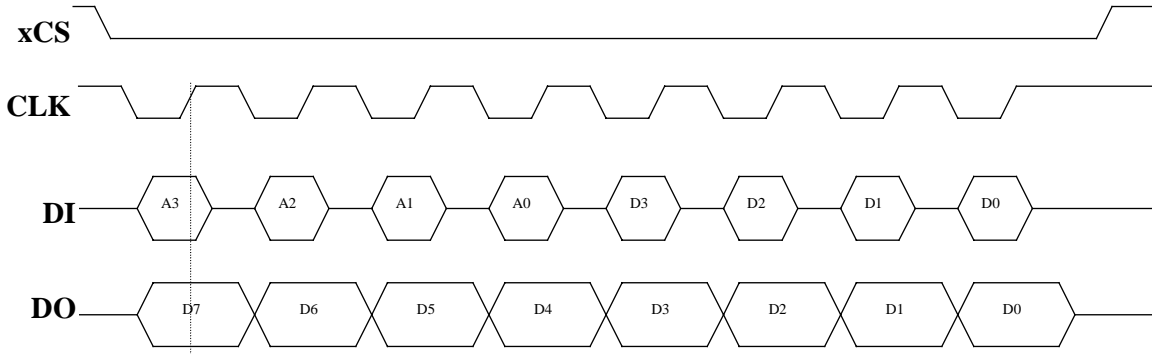 xCS
CLK
DI A3 A2 A1 A0 D3 D2 D1 D0
DO D7 D6 D5 D4 D3 D2 D1 D0